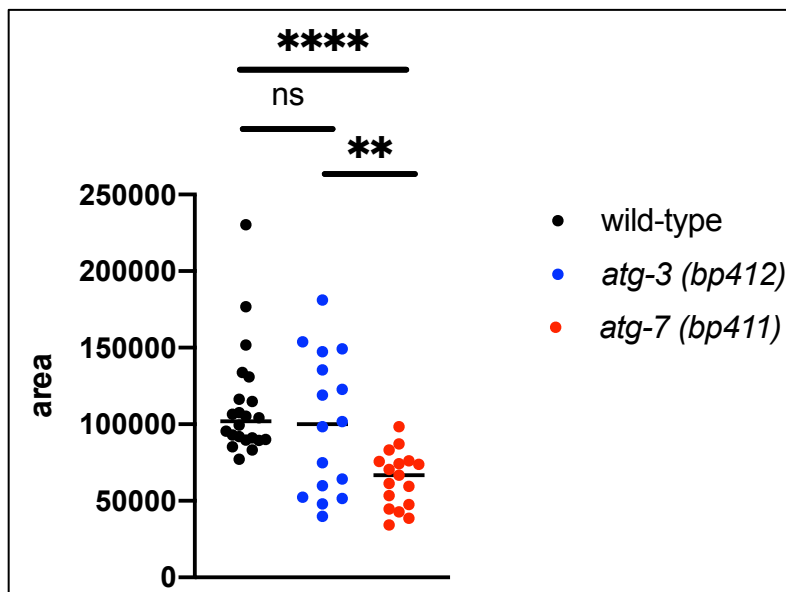 ****
ns
**
250000
200000
150000
100000
50000
0
area
wild-type
atg-3 (bp412)
atg-7 (bp411)